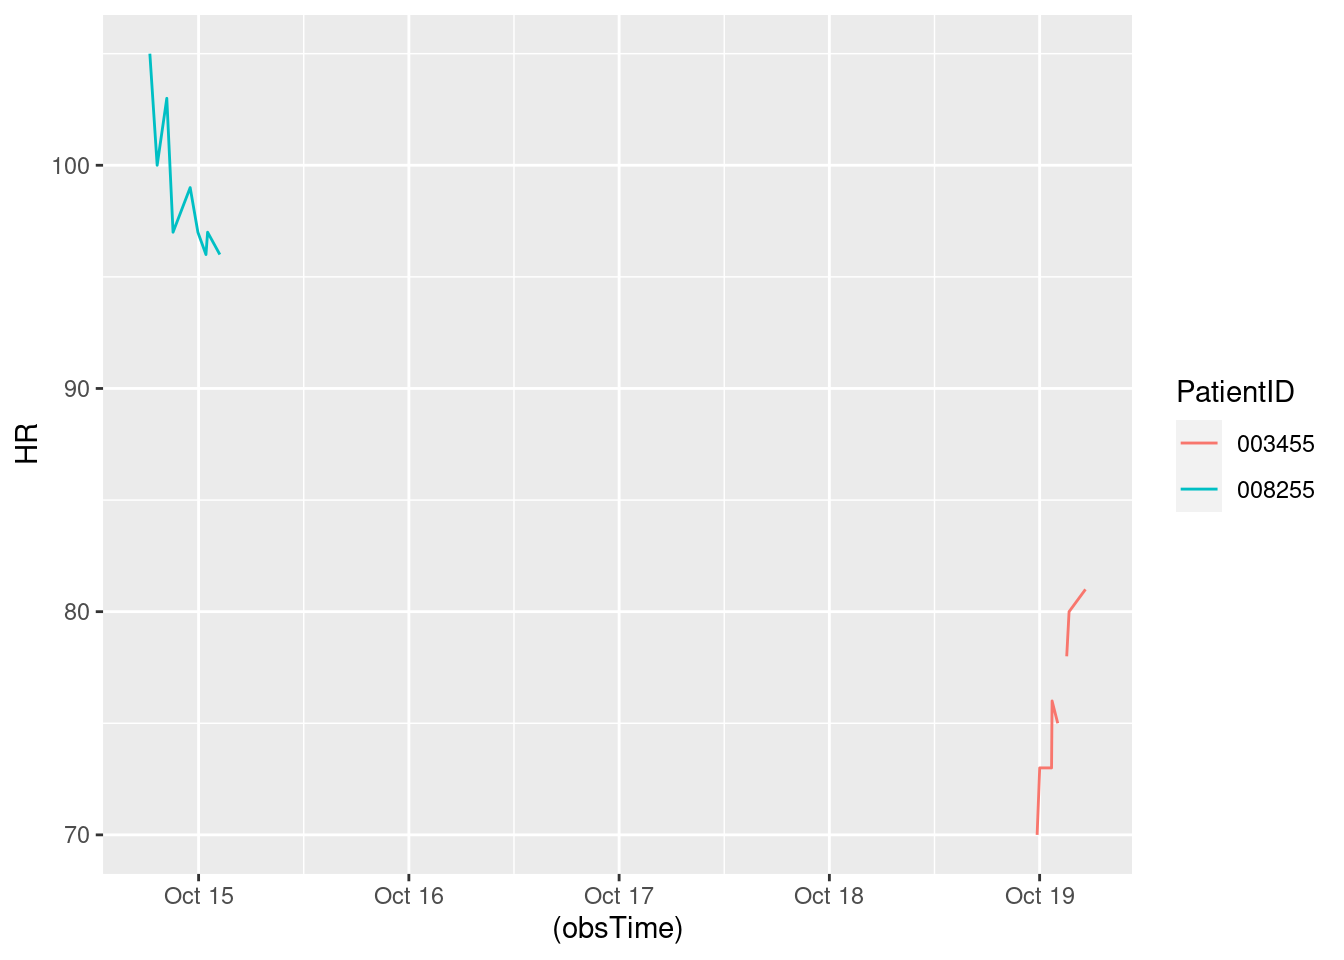 HR
100
90
80
70
Oct 15
Oct 16
Oct 17
Oct 18
Oct 19
(obsTime)
PatientID
003455
008255